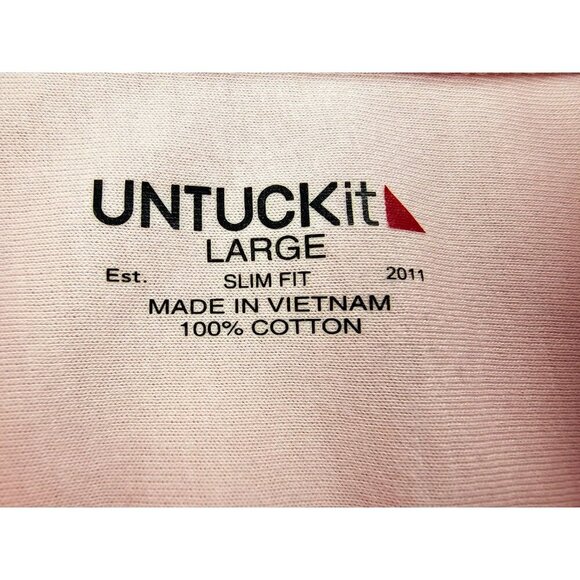 UNTUCKit
LARGE
Est. SLIM FIT 2011
MADE IN VIETNAM
100% COTTON